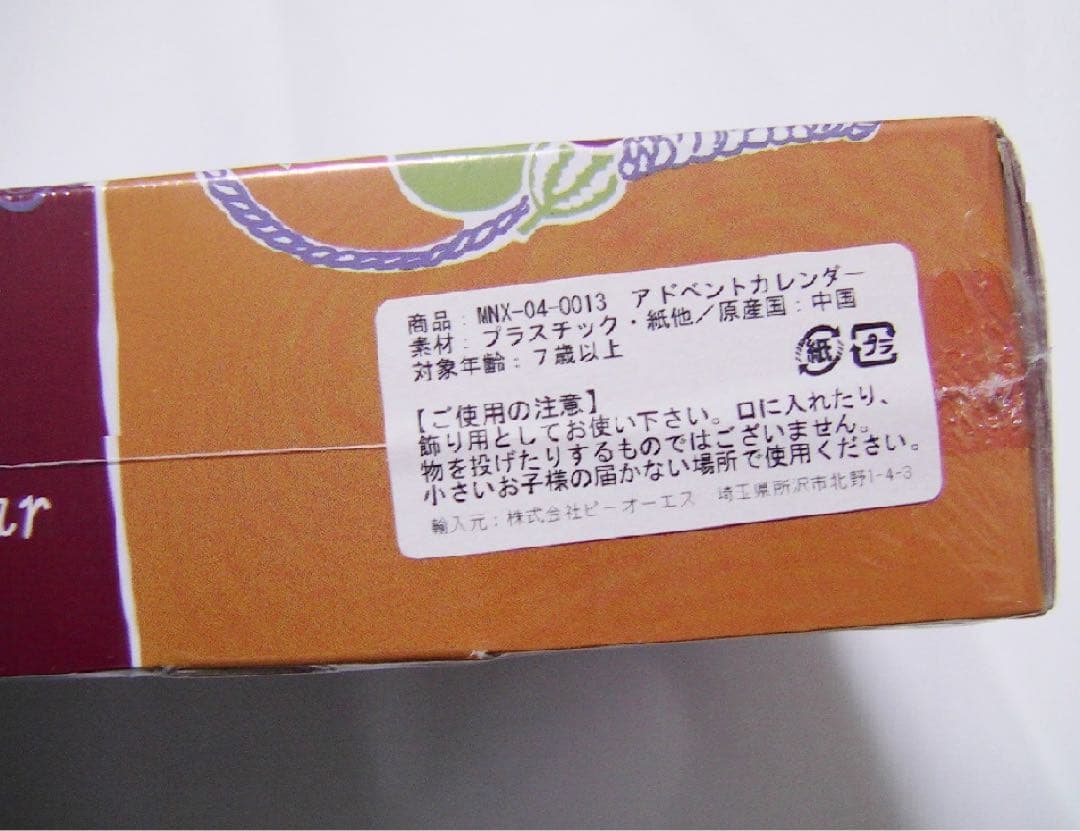 商品：MNX-04-0013　アドベントカレンダー
素材：プラスチック・紙他／原産国：中国
対象年齢：７歳以上
紙 プラ
【ご使用の注意】
飾り用としてお使い下さい。口に入れたり、
物を投げたりするものではございません。
小さいお子様の届かない場所で使用ください。
輸入元：株式会社ピーオーエス　埼玉県所沢市北野1-4-3
ar